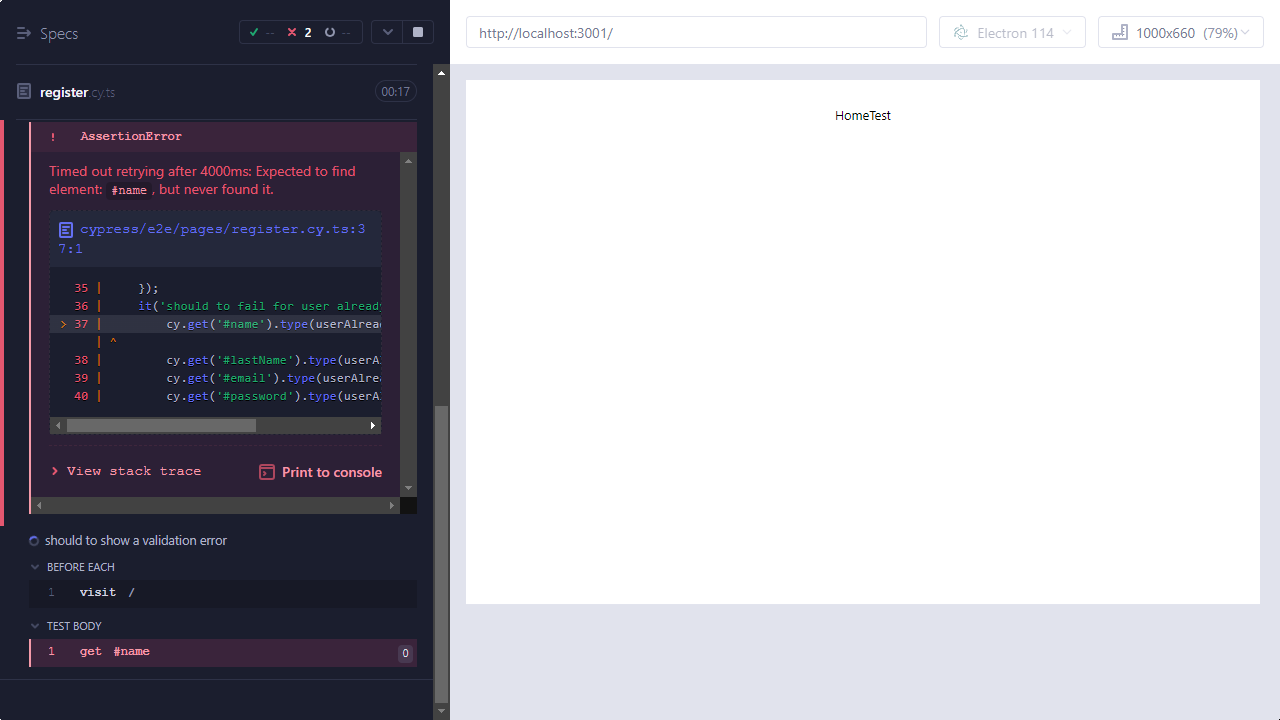 Specs
-- 2 --
register.cy.ts
00:17
! AssertionError
Timed out retrying after 4000ms: Expected to find
element: #name, but never found it.
cypress/e2e/pages/register.cy.ts:3
7:1
35 | });
36 | it('should to fail for user already
> 37 | cy.get('#name').type(userAlread
| ^
38 | cy.get('#lastName').type(userAl
39 | cy.get('#email').type(userAlrea
40 | cy.get('#password').type(userAl
View stack trace
Print to console
should to show a validation error
BEFORE EACH
1 visit /
TEST BODY
1 get #name 0
http://localhost:3001/
Electron 114
1000x660 (79%)
HomeTest